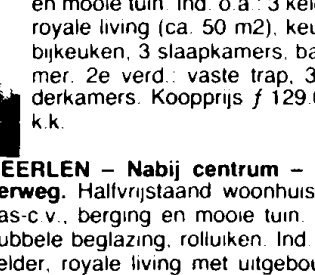 en mooie tuin. Ind. o.a.: 3 kel
royale living (ca. 50 m2), keu
bijkeuken, 3 slaapkamers, ba
mer. 2e verd.: vaste trap, 3
derkamers. Koopprijs ƒ 129.
k.k.
EERLEN – Nabij centrum –
erweg. Halfvrijstaand woonhuis
as-c.v., berging en mooie tuin.
ubbele beglazing, rolluiken. Ind.
elder, royale living met uitgebou